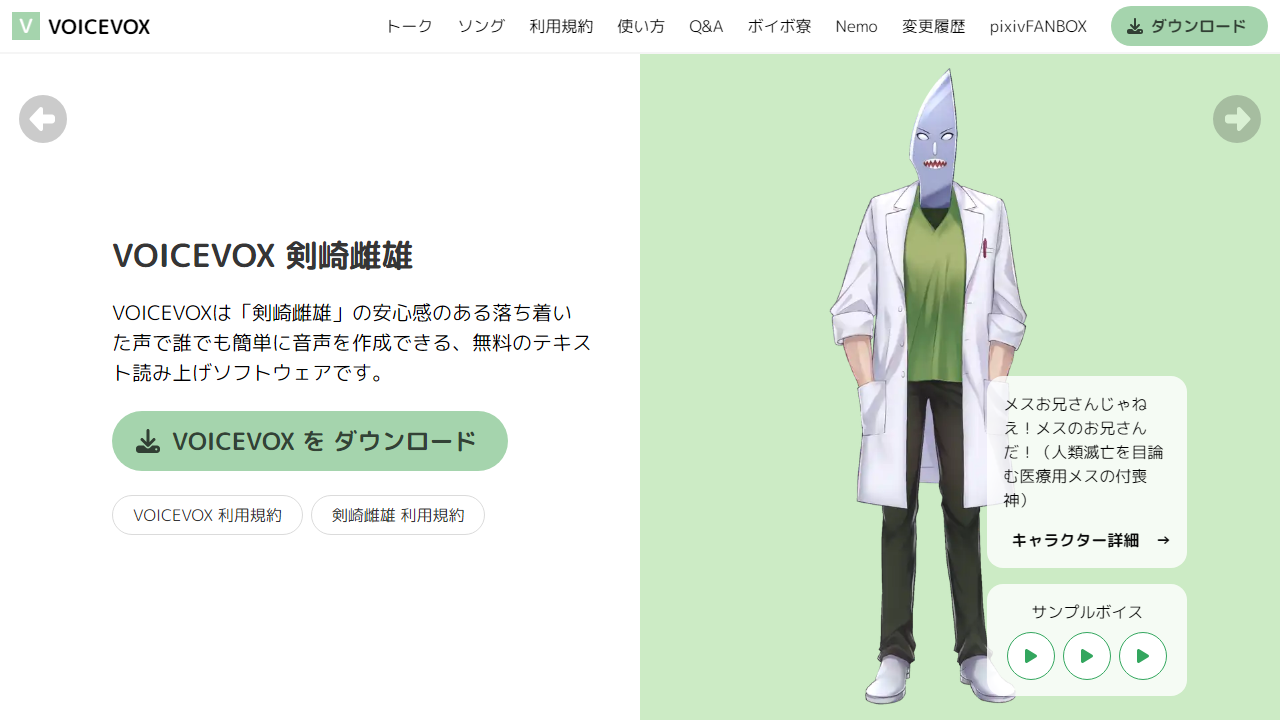 V VOICEVOX トーク ソング 利用規約 使い方 Q&A ボイボ寮 Nemo 変更履歴 pixivFANBOX ダウンロード
VOICEVOX 剣崎雌雄
VOICEVOXは「剣崎雌雄」の安心感のある落ち着い
た声で誰でも簡単に音声を作成できる、無料のテキス
ト読み上げソフトウェアです。
VOICEVOX を ダウンロード
VOICEVOX 利用規約 剣崎雌雄 利用規約
メスお兄さんじゃね
え！メスのお兄さん
だ！（人類滅亡を目論
む医療用メスの付喪
神）
キャラクター詳細 →
サンプルボイス